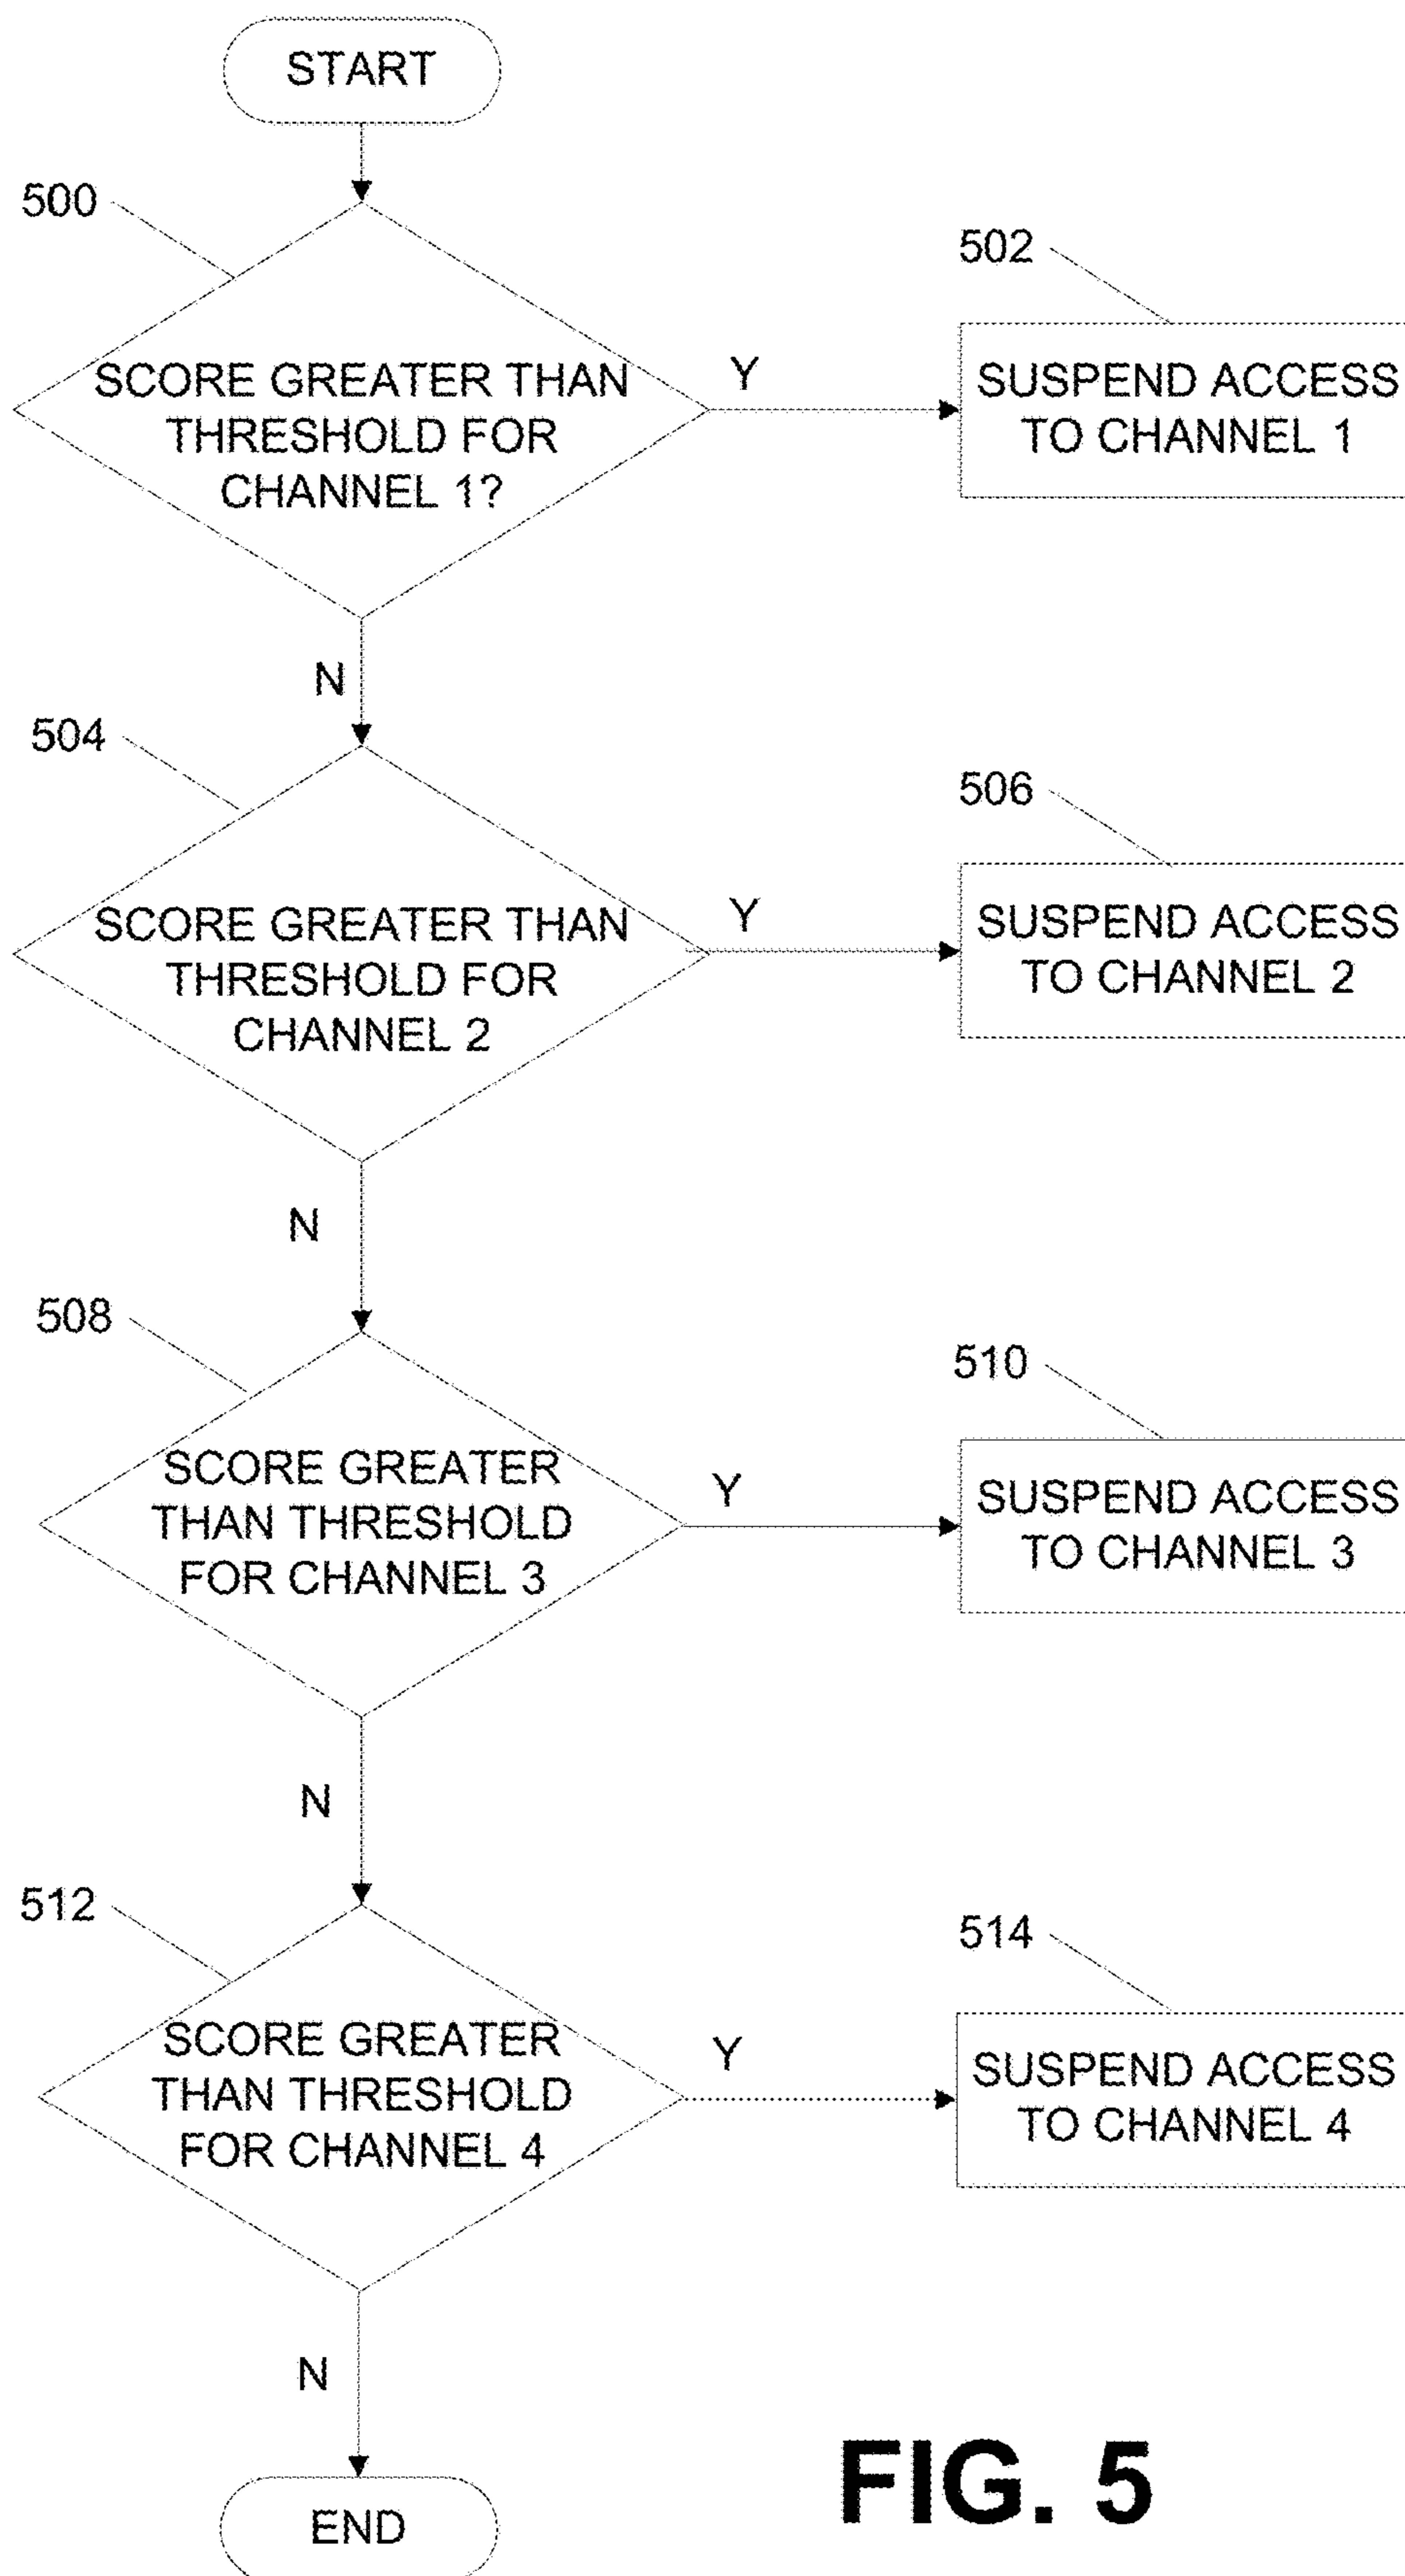 START
500
SCORE GREATER THAN
THRESHOLD FOR
CHANNEL 1?
Y
502
SUSPEND ACCESS
TO CHANNEL 1
N
504
SCORE GREATER THAN
THRESHOLD FOR
CHANNEL 2
Y
506
SUSPEND ACCESS
TO CHANNEL 2
N
508
SCORE GREATER
THAN THRESHOLD
FOR CHANNEL 3
Y
510
SUSPEND ACCESS
TO CHANNEL 3
N
512
SCORE GREATER
THAN THRESHOLD
FOR CHANNEL 4
Y
514
SUSPEND ACCESS
TO CHANNEL 4
N
END
FIG. 5